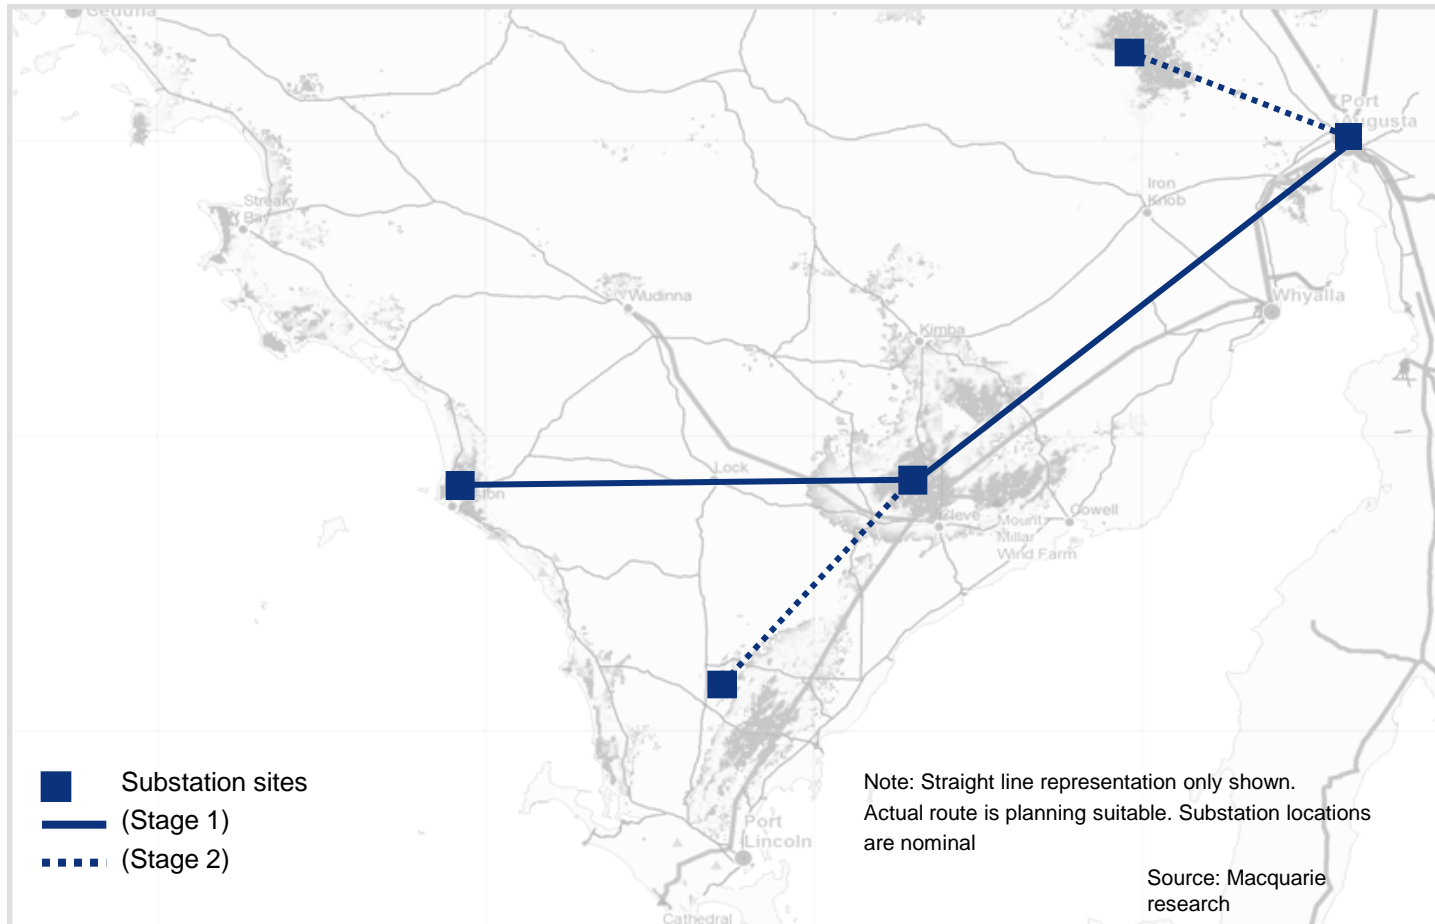 Ceduna
Port
Augusta
Iron
Knob
Streaky
Bay
Wudinna
Whyalla
Kimba
Lock
Cleve
Cowell
Mount
Millar
Wind Farm
Substation sites
(Stage 1)
(Stage 2)
Note: Straight line representation only shown.
Actual route is planning suitable. Substation locations
are nominal
Port
Lincoln
Source: Macquarie
research
Cathedral